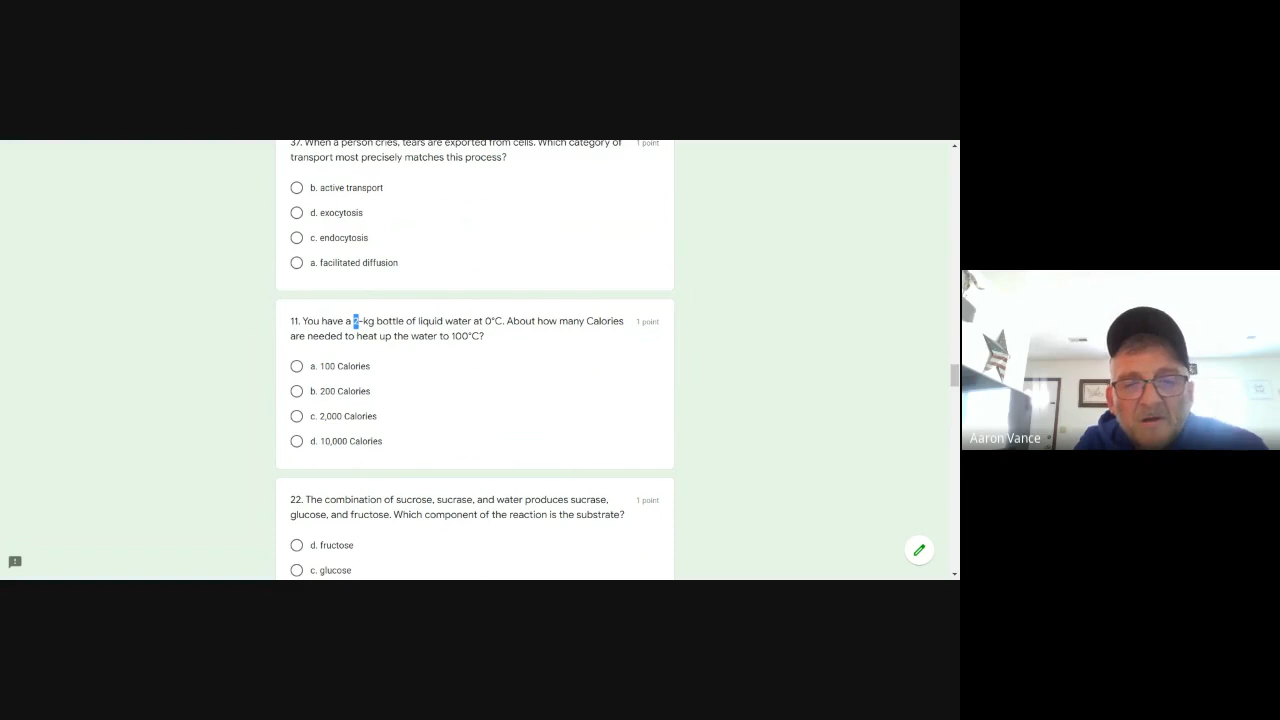 37. When a person cries, tears are exported from cells. Which category of
1 point
transport most precisely matches this process?
b. active transport
d. exocytosis
c. endocytosis
a. facilitated diffusion
11. You have a 2-kg bottle of liquid water at 0°C. About how many Calories
1 point
are needed to heat up the water to 100°C?
a. 100 Calories
b. 200 Calories
c. 2,000 Calories
d. 10,000 Calories
22. The combination of sucrose, sucrase, and water produces sucrase,
1 point
glucose, and fructose. Which component of the reaction is the substrate?
d. fructose
c. glucose
Aaron Vance